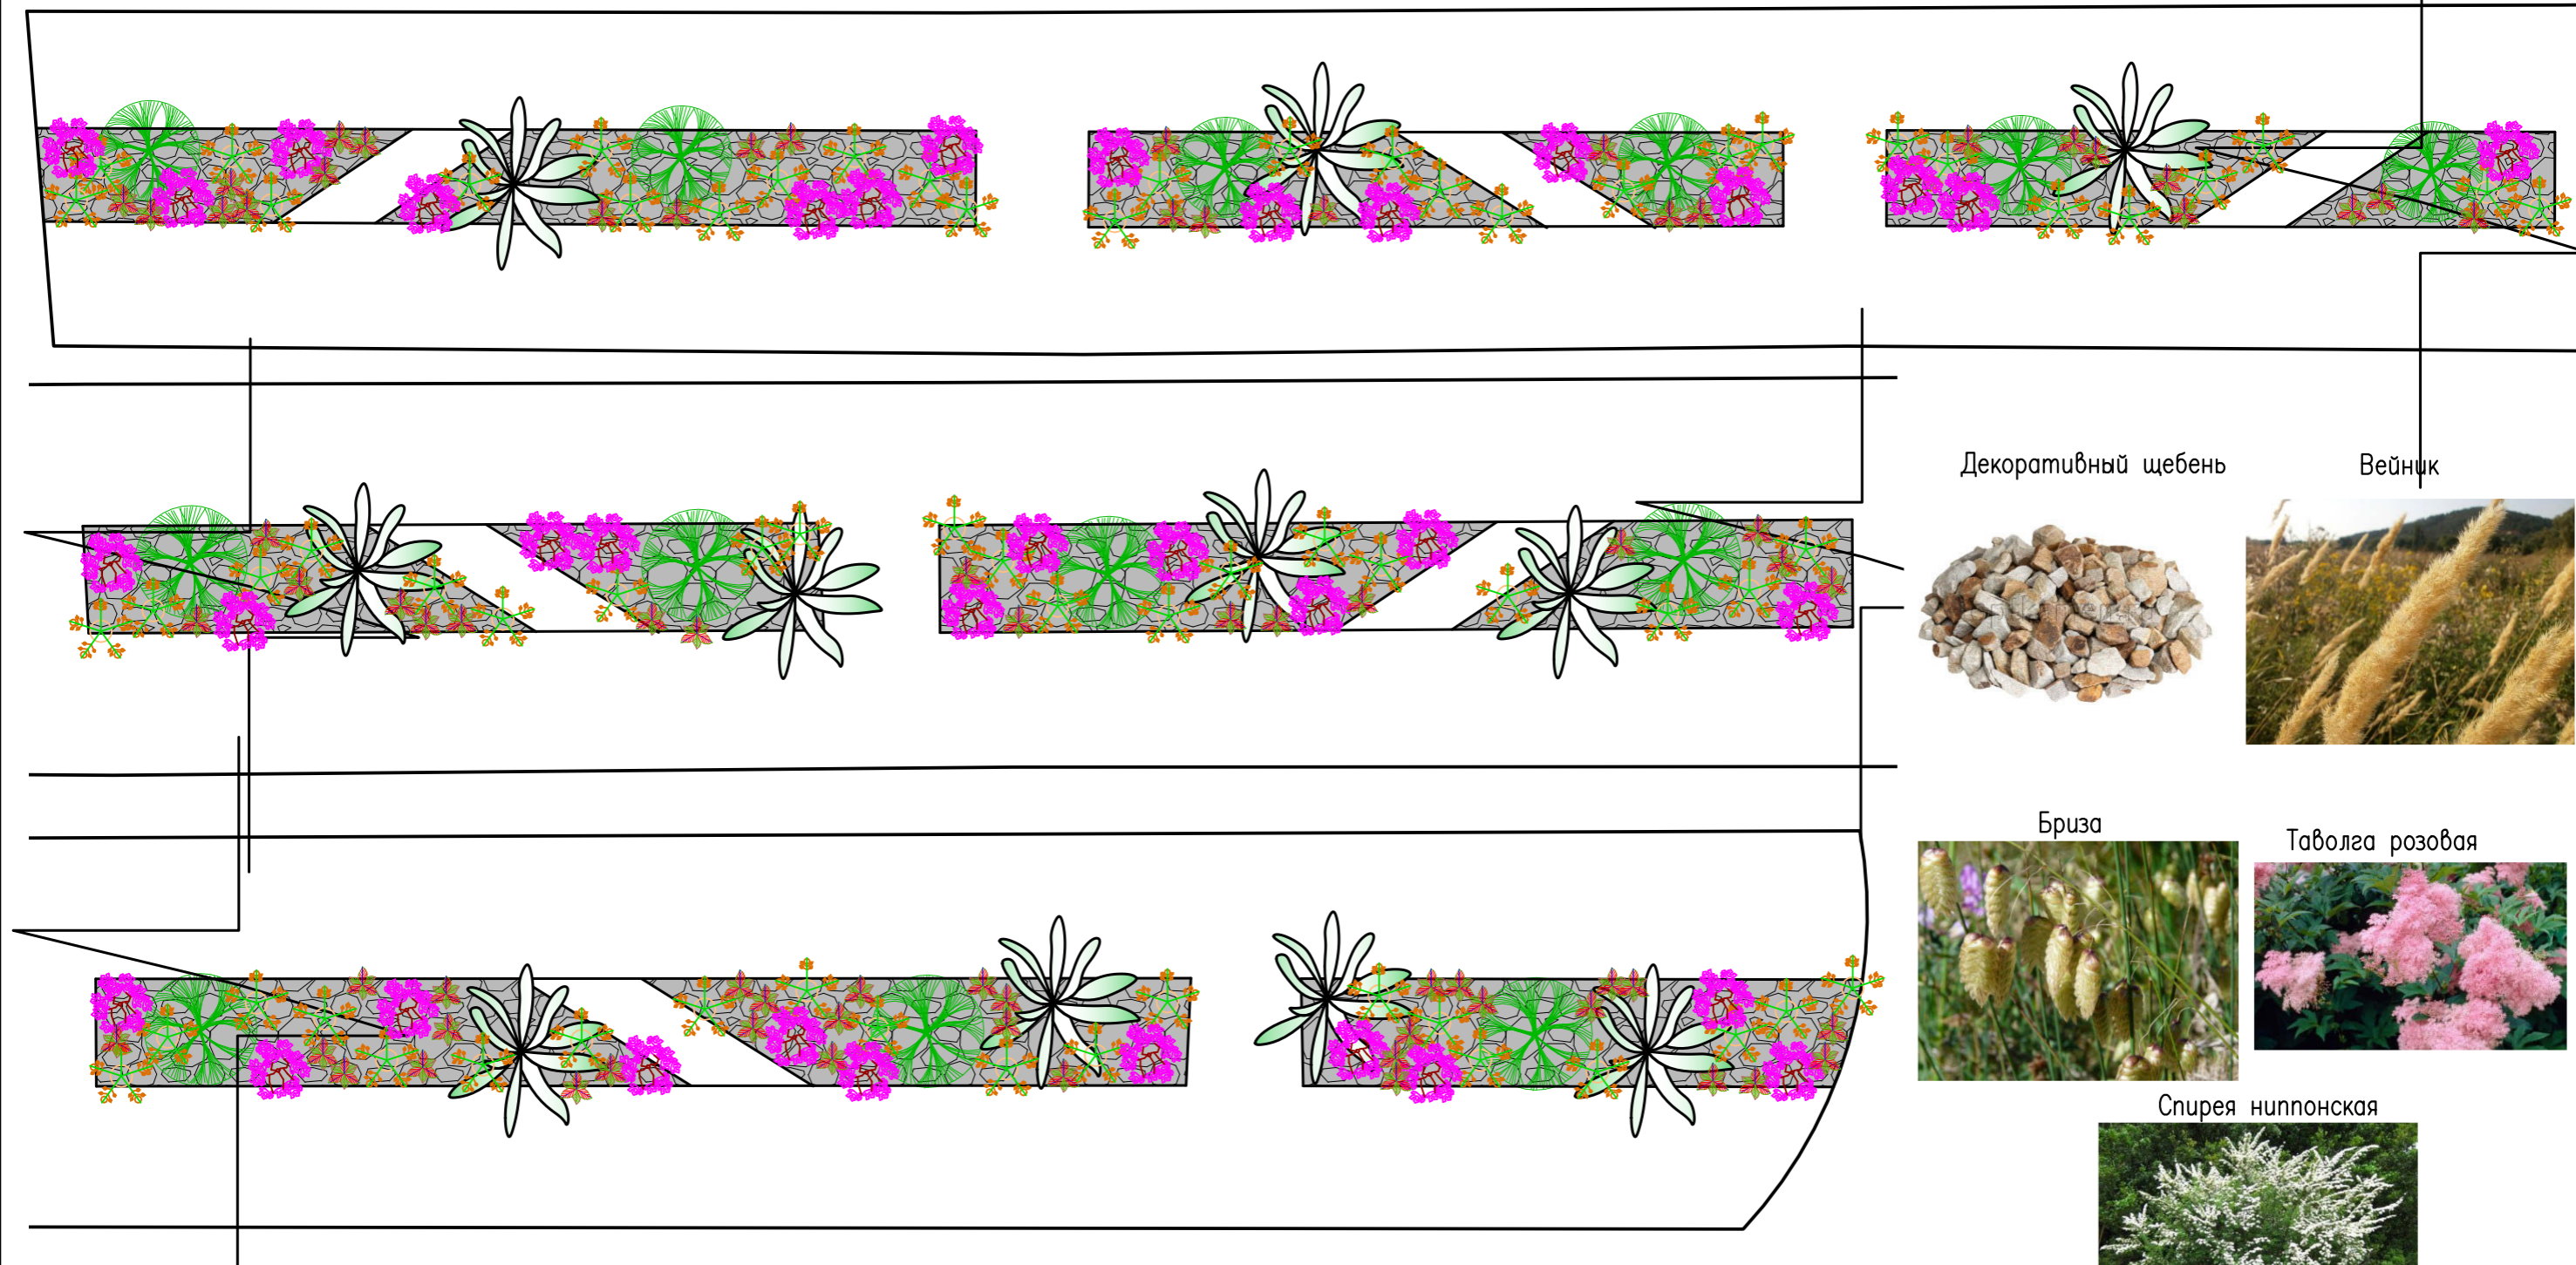 Декоративный щебень
Вейник
Бриза
Таволга розовая
Спирея ниппонская